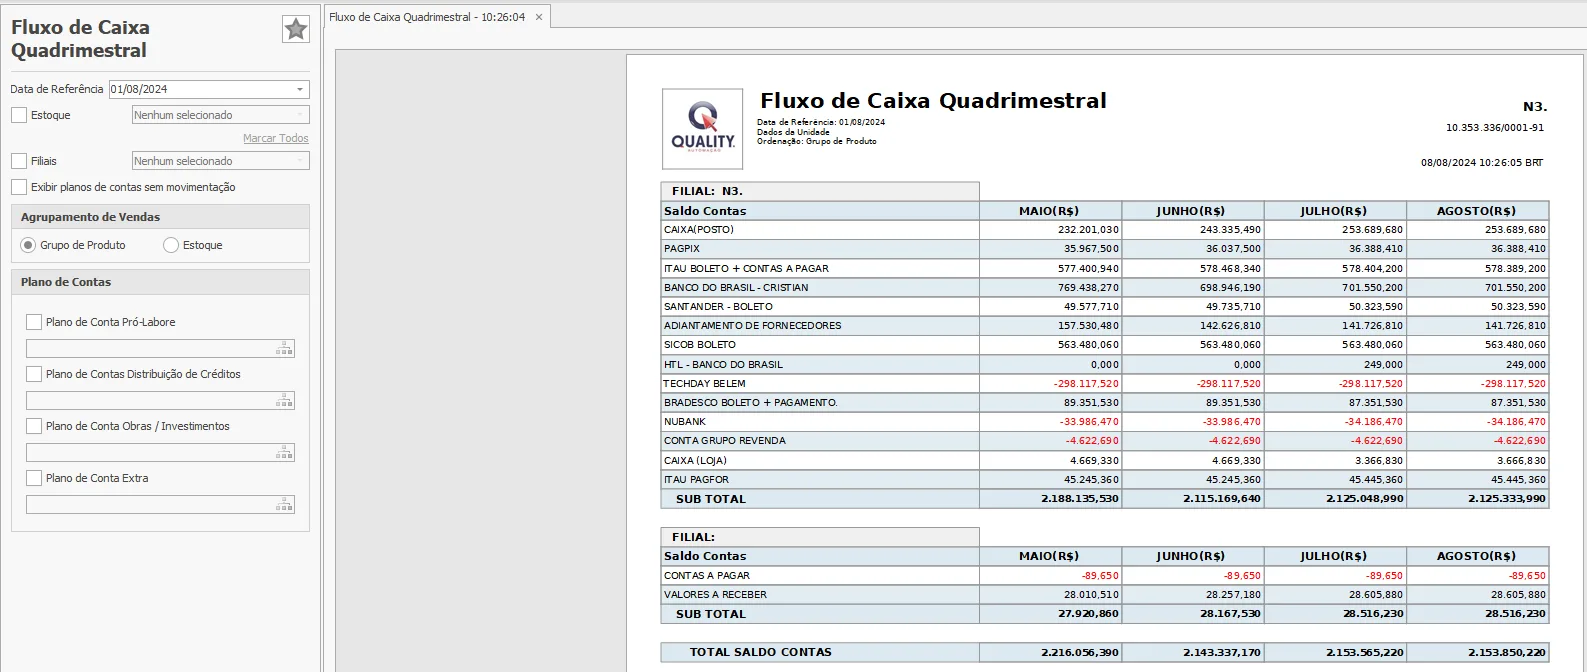 Fluxo de Caixa
Quadrimestral
Data de Referência 01/08/2024
Estoque Nenhum selecionado
Marcar Todos
Filiais Nenhum selecionado
Exibir planos de contas sem movimentação
Agrupamento de Vendas
Grupo de Produto Estoque
Plano de Contas
Plano de Conta Pró-Labore
Plano de Contas Distribuição de Créditos
Plano de Conta Obras / Investimentos
Plano de Conta Extra
Fluxo de Caixa Quadrimestral - 10:26:04 ×
QUALITY
AUTOMAÇÃO
Fluxo de Caixa Quadrimestral
Data de Referência: 01/08/2024
Dados da Unidade
Ordenação: Grupo de Produto
N3.
10.353.336/0001-91
08/08/2024 10:26:05 BRT
FILIAL: N3.
Saldo Contas MAIO(R$) JUNHO(R$) JULHO(R$) AGOSTO(R$)
CAIXA(POSTO) 232.201,030 243.335,490 253.689,680 253.689,680
PAGPIX 35.967,500 36.037,500 36.388,410 36.388,410
ITAU BOLETO + CONTAS A PAGAR 577.400,940 578.468,340 578.404,200 578.389,200
BANCO DO BRASIL - CRISTIAN 769.438,270 698.946,190 701.550,200 701.550,200
SANTANDER - BOLETO 49.577,710 49.735,710 50.323,590 50.323,590
ADIANTAMENTO DE FORNECEDORES 157.530,480 142.626,810 141.726,810 141.726,810
SICOB BOLETO 563.480,060 563.480,060 563.480,060 563.480,060
HTL - BANCO DO BRASIL 0,000 0,000 249,000 249,000
TECHDAY BELEM -298.117,520 -298.117,520 -298.117,520 -298.117,520
BRADESCO BOLETO + PAGAMENTO. 89.351,530 89.351,530 87.351,530 87.351,530
NUBANK -33.986,470 -33.986,470 -34.186,470 -34.186,470
CONTA GRUPO REVENDA -4.622,690 -4.622,690 -4.622,690 -4.622,690
CAIXA (LOJA) 4.669,330 4.669,330 3.366,830 3.666,830
ITAU PAGFOR 45.245,360 45.245,360 45.445,360 45.445,360
SUB TOTAL 2.188.135,530 2.115.169,640 2.125.048,990 2.125.333,990
FILIAL:
Saldo Contas MAIO(R$) JUNHO(R$) JULHO(R$) AGOSTO(R$)
CONTAS A PAGAR -89,650 -89,650 -89,650 -89,650
VALORES A RECEBER 28.010,510 28.257,180 28.605,880 28.605,880
SUB TOTAL 27.920,860 28.167,530 28.516,230 28.516,230
TOTAL SALDO CONTAS 2.216.056,390 2.143.337,170 2.153.565,220 2.153.850,220